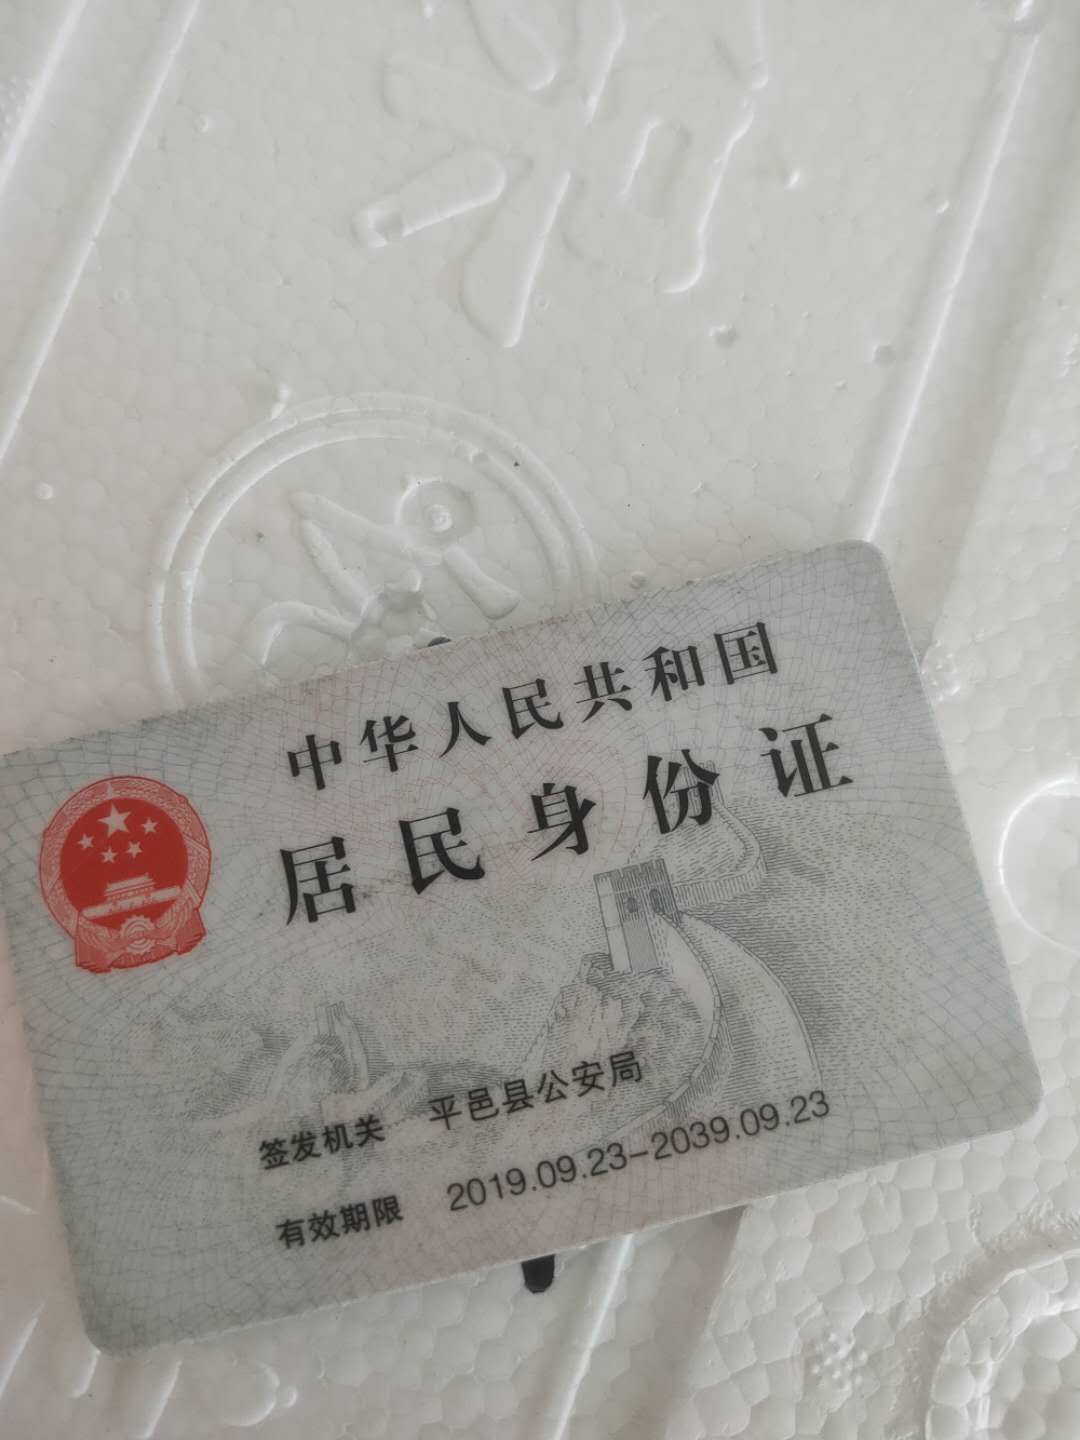 中华人民共和国
居民身份证
签发机关 平邑县公安局
有效期限 2019.09.23-2039.09.23